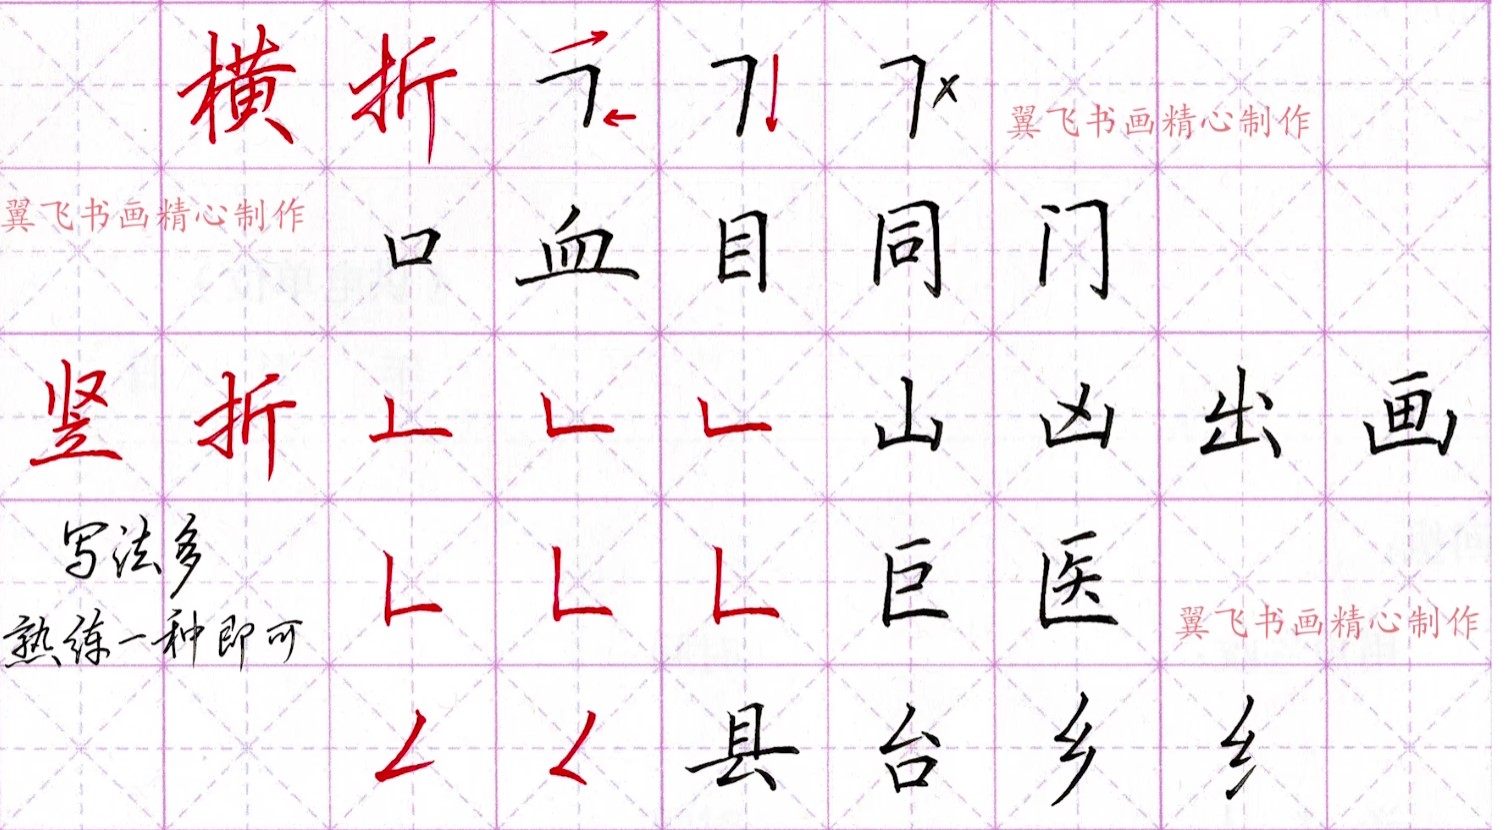 横折 ×
翼飞书画精心制作
翼飞书画精心制作
口血目同门
竖折 山凶出画
写法多
熟练一种即可
巨医
翼飞书画精心制作
县台乡乡